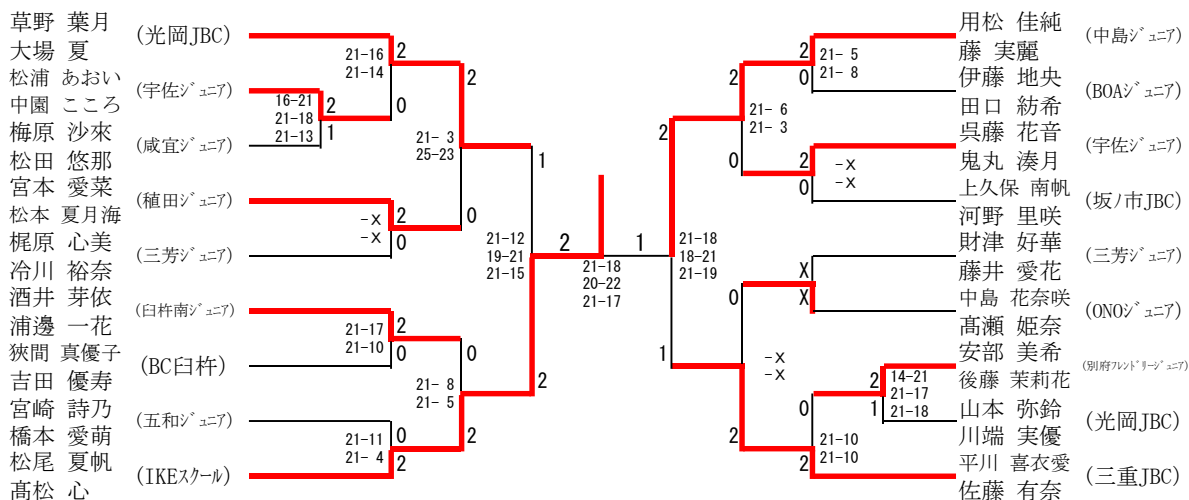 草野 葉月
大場 夏
(光岡JBC)
松浦 あおい
中園 こころ
(宇佐ジュニア)
梅原 沙來
松田 悠那
(咸宜ジュニア)
宮本 愛菜
松本 夏月海
(稙田ジュニア)
梶原 心美
冷川 裕奈
(三芳ジュニア)
酒井 芽依
浦邊 一花
(臼杵南ジュニア)
狹間 真優子
吉田 優寿
(BC臼杵)
宮崎 詩乃
橋本 愛萌
(五和ジュニア)
松尾 夏帆
髙松 心
(IKEスクール)
16-21
21-18
21-13
2
1
21-16
21-14
2
0
-X
-X
2
0
21-17
21-10
2
0
21-11
21- 4
0
2
21- 3
25-23
2
0
21- 8
21- 5
0
2
21-12
19-21
21-15
1
2
2
21-18
20-22
21-17
1
21-18
18-21
21-19
2
1
21- 6
21- 3
2
0
-X
-X
0
2
21- 5
21- 8
2
0
-X
-X
2
0
X
X
21-10
21-10
0
2
14-21
21-17
21-18
2
1
用松 佳純
藤 実麗
(中島ジュニア)
伊藤 地央
田口 紡希
(BOAジュニア)
呉藤 花音
鬼丸 湊月
(宇佐ジュニア)
上久保 南帆
河野 里咲
(坂ノ市JBC)
財津 好華
藤井 愛花
(三芳ジュニア)
中島 花奈咲
髙瀬 姫奈
(ONOジュニア)
安部 美希
後藤 茉莉花
(別府フレンドリージュニア)
山本 弥鈴
川端 実優
(光岡JBC)
平川 喜衣愛
佐藤 有奈
(三重JBC)